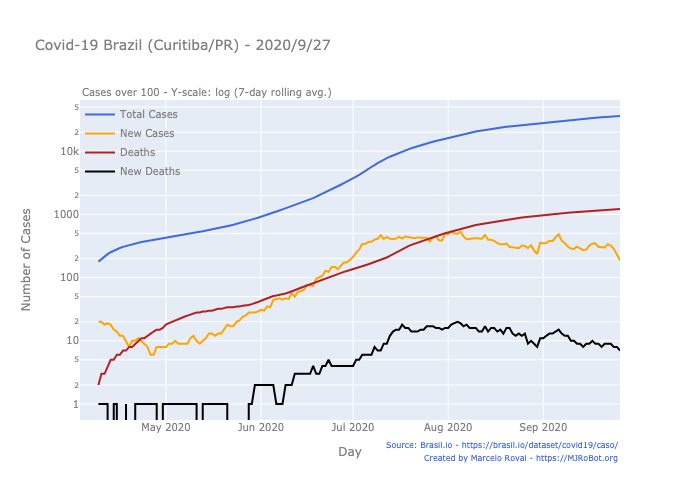 Covid-19 Brazil (Curitiba/PR) - 2020/9/27
Cases over 100 - Y-scale: log (7-day rolling avg.)
Total Cases
New Cases
Deaths
New Deaths
Number of Cases
5
2
10k
5
2
1000
5
2
100
5
2
10
5
2
1
May 2020
Jun 2020
Jul 2020
Aug 2020
Sep 2020
Day
Source: Brasil.io - https://brasil.io/dataset/covid19/caso/
Created by Marcelo Rovai - https://MJRoBot.org